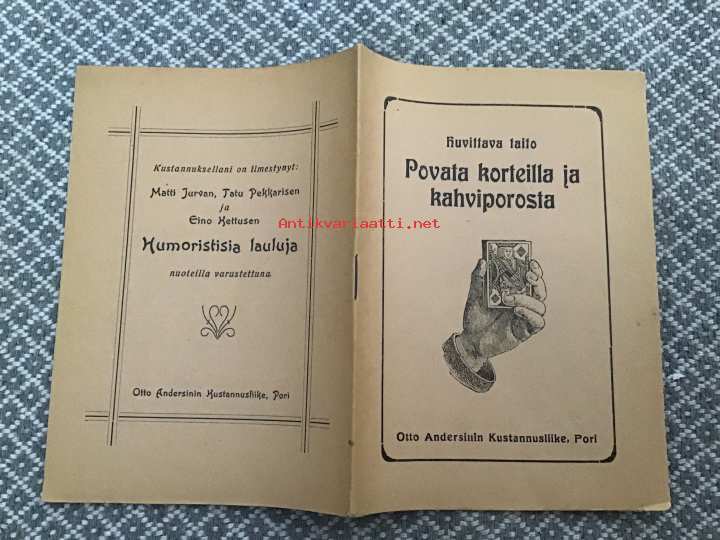 Kustannuksellani on ilmestynyt:
Matti Jurvan, Tatu Pekkarisen
ja
Eino Kettusen
Humoristisia lauluja
nuoteilla varustettuna
Otto Andersinin Kustannusliike, Pori
Huvittava taito
Povata korteilla ja
kahviporosta
Otto Andersinin Kustannusliike, Pori
Antikvariaatti.net